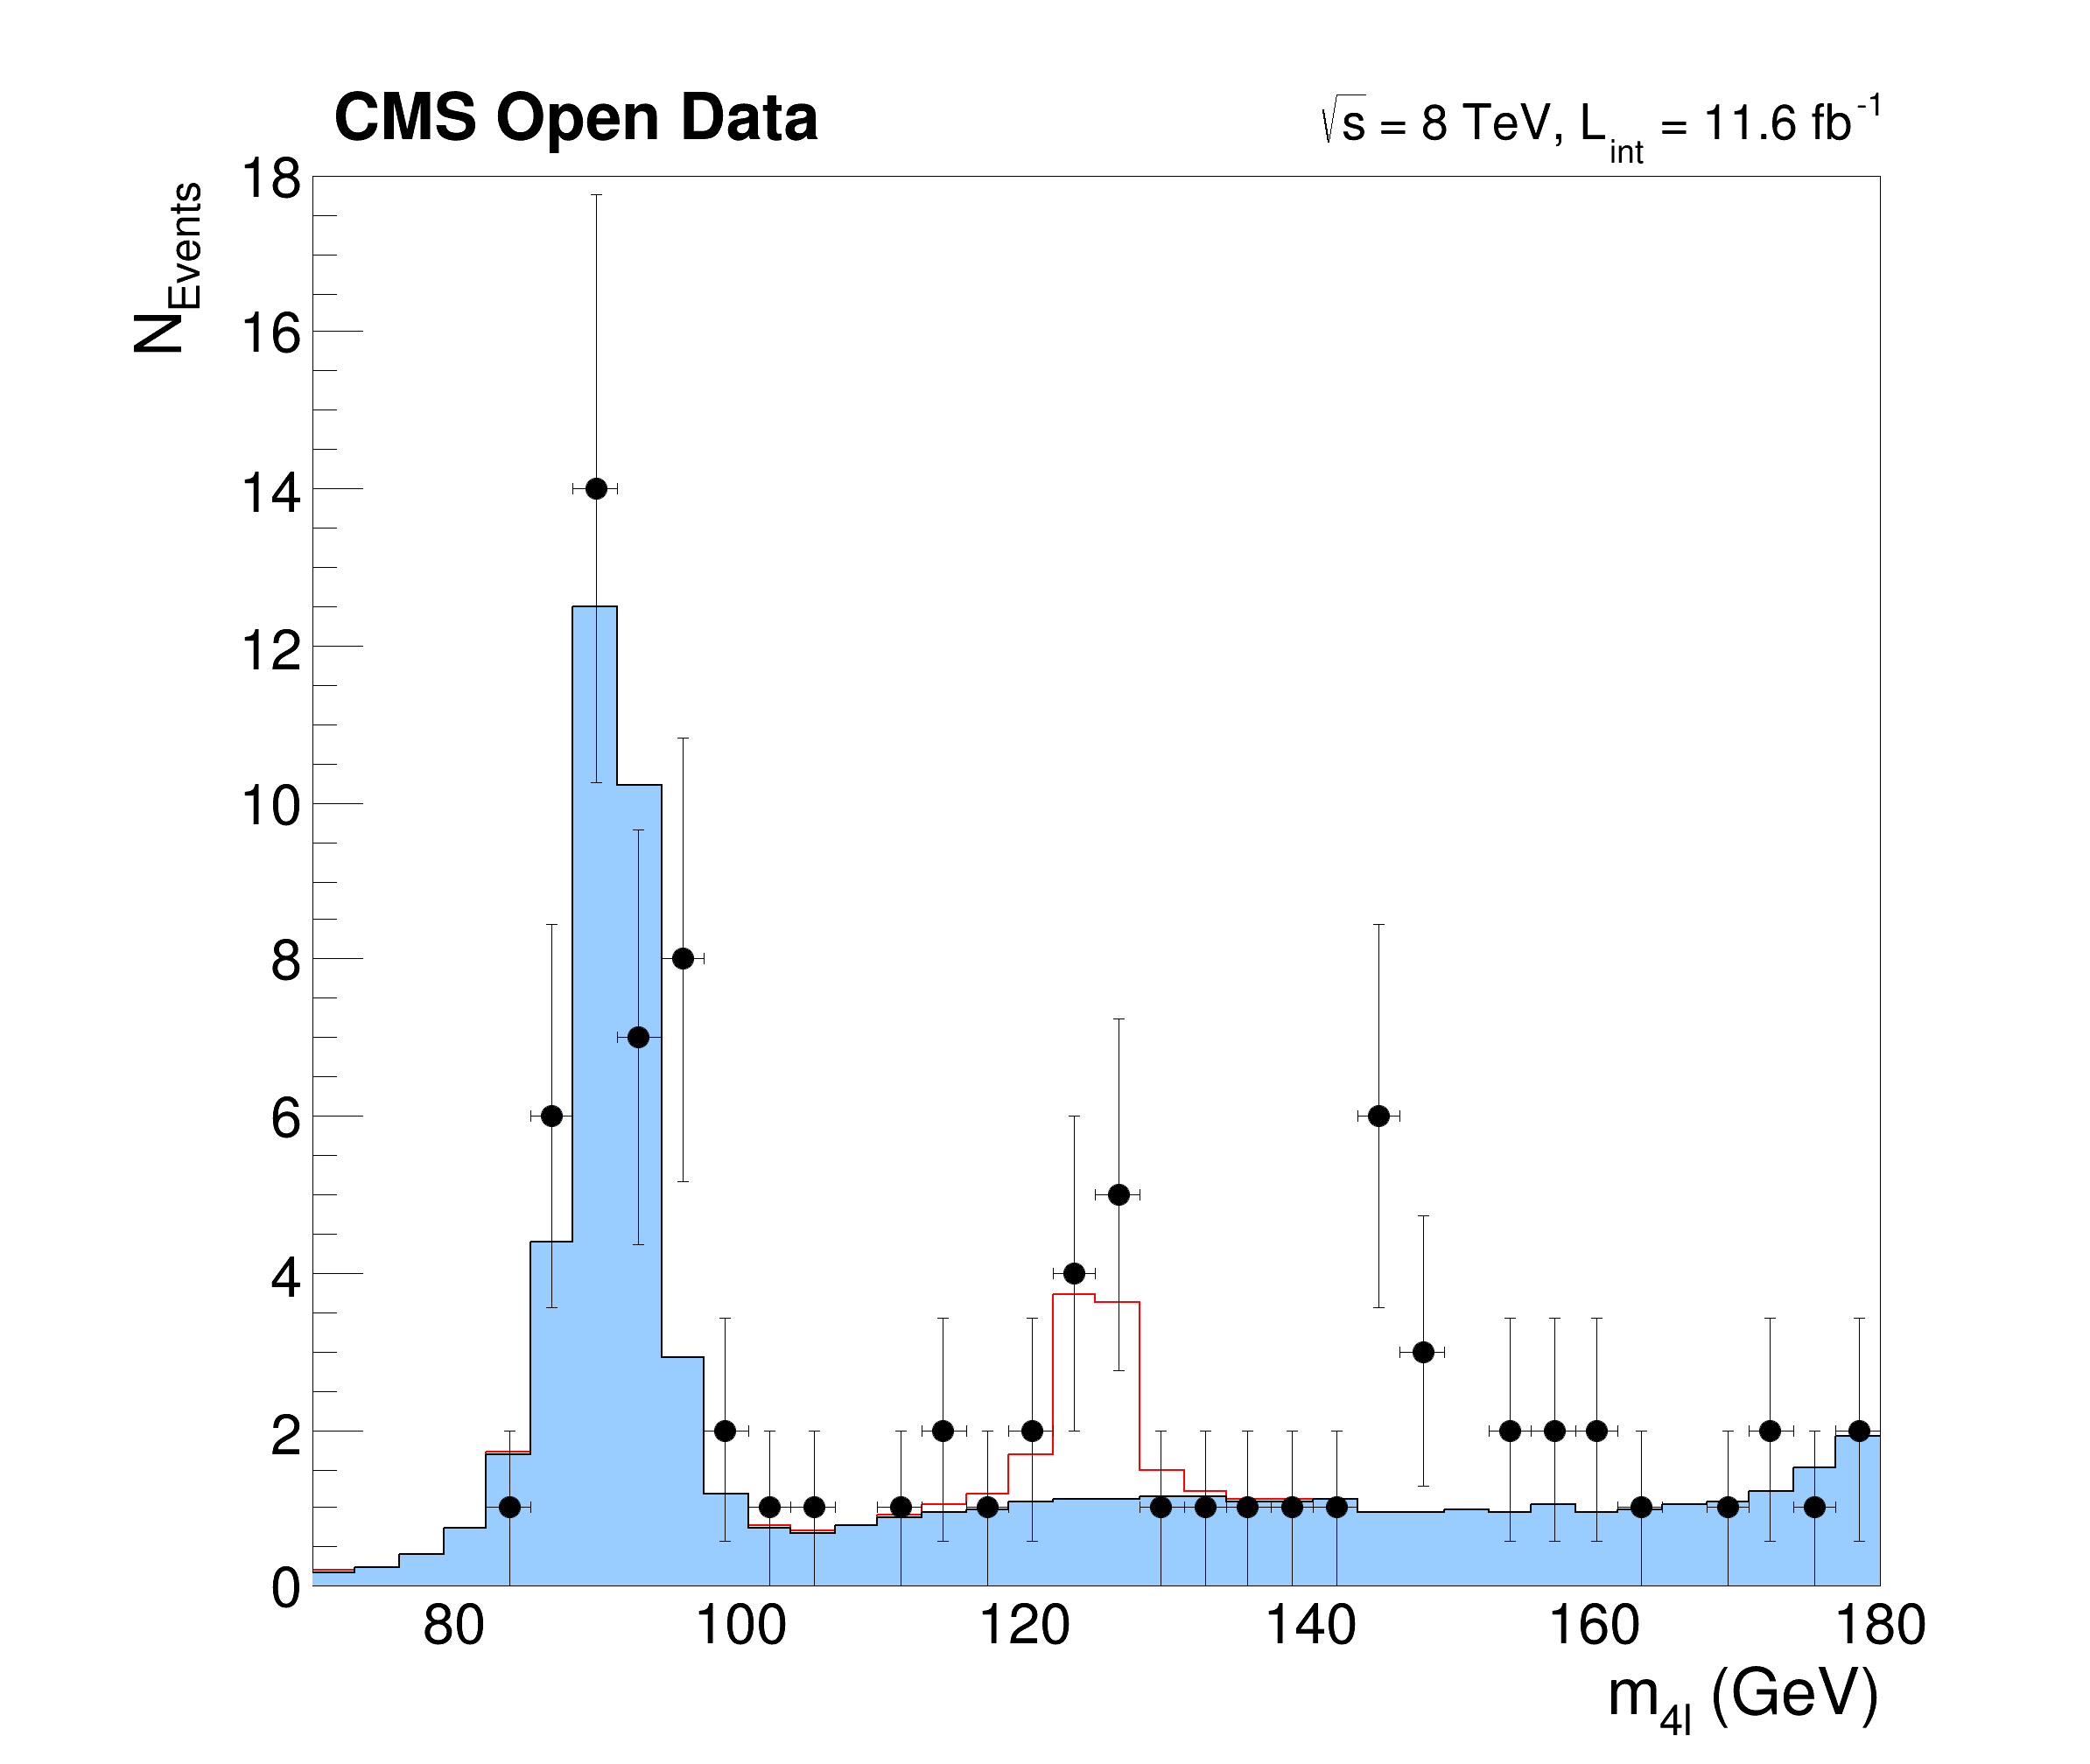 CMS Open Data
√s = 8 TeV, L_int = 11.6 fb^-1
N_Events
18
16
14
12
10
8
6
4
2
0
80 100 120 140 160 180
m_4l (GeV)